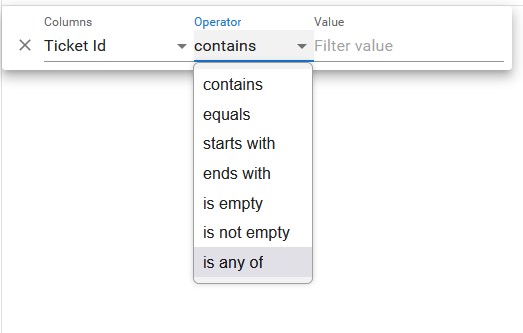 Columns Operator Value
Ticket Id contains Filter value
contains
equals
starts with
ends with
is empty
is not empty
is any of